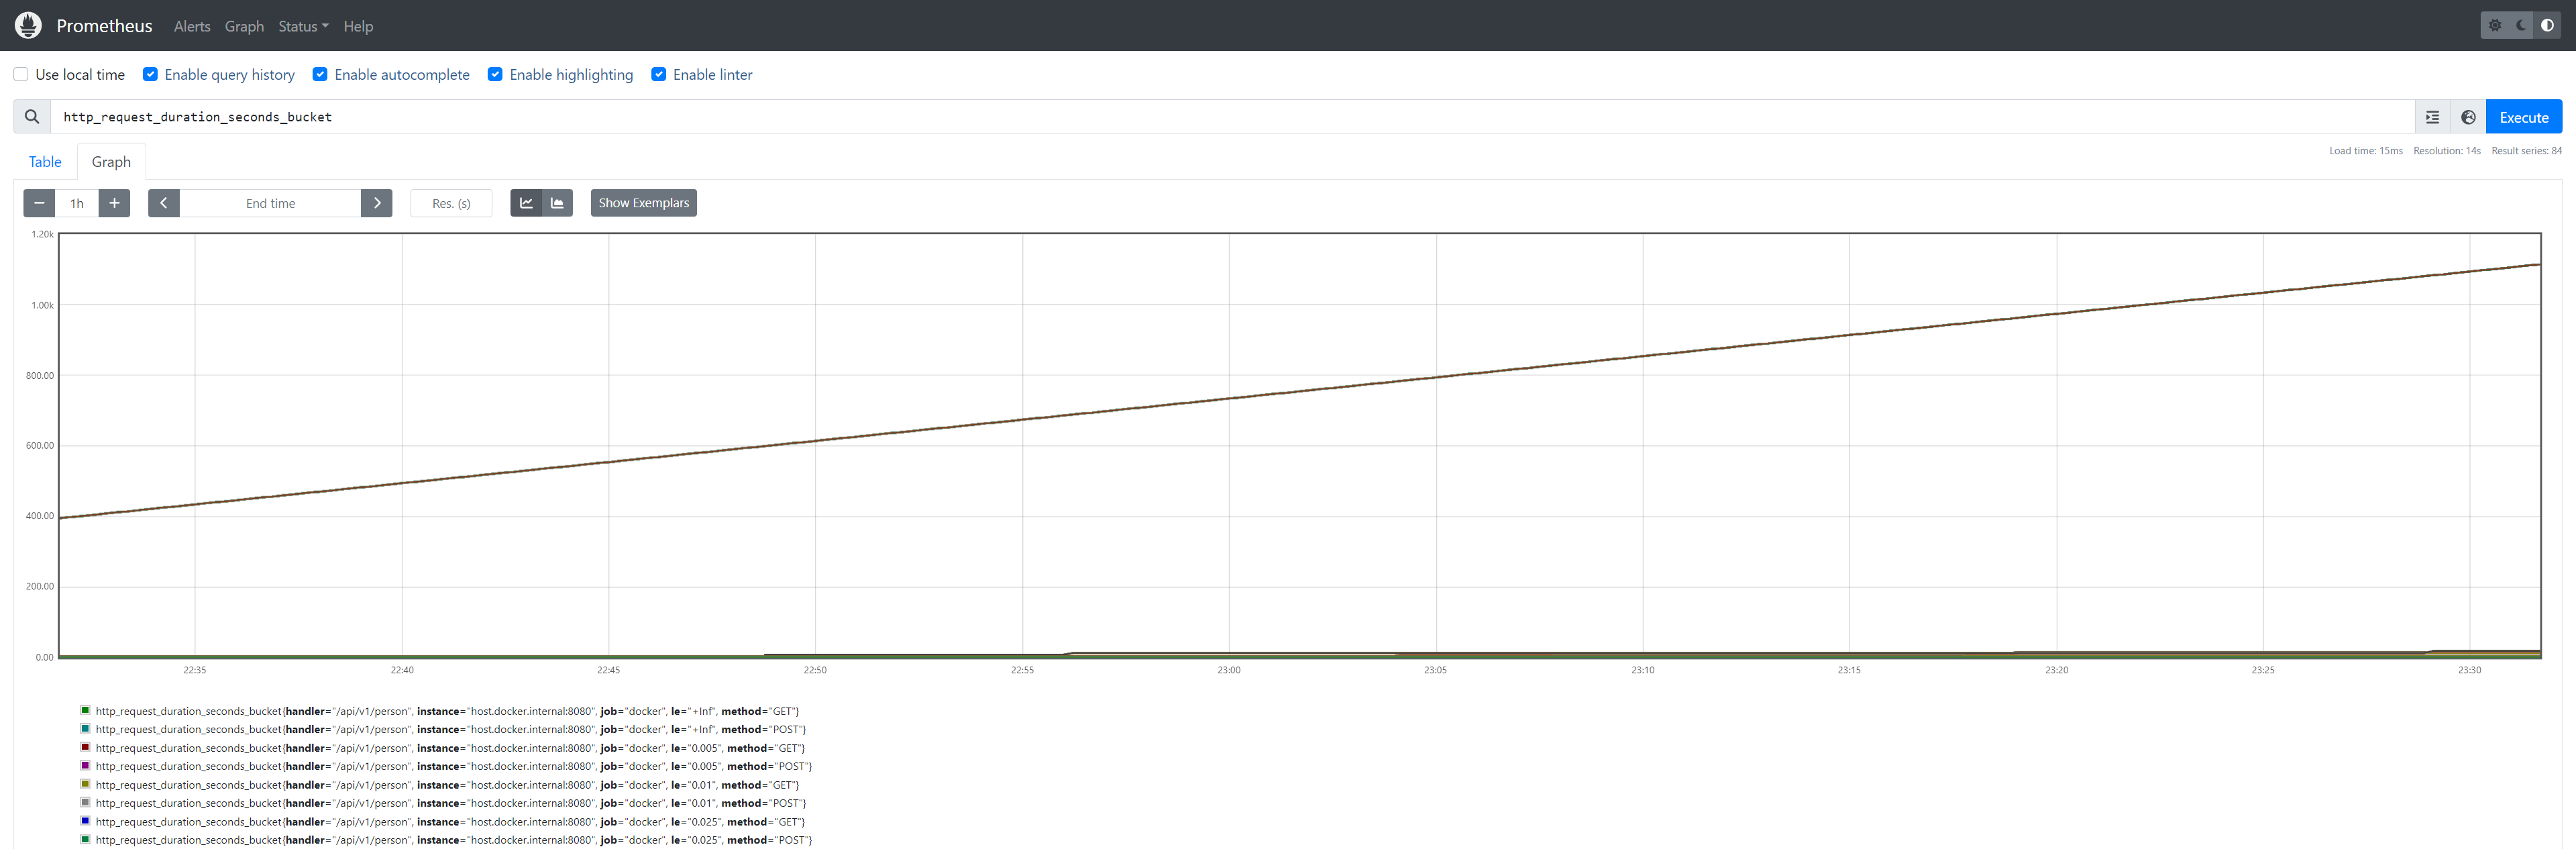 Prometheus Alerts Graph Status Help
Use local time Enable query history Enable autocomplete Enable highlighting Enable linter
http_request_duration_seconds_bucket Execute
Table Graph Load time: 15ms Resolution: 14s Result series: 84
− 1h + End time Res. (s) Show Exemplars
1.20k
1.00k
800.00
600.00
400.00
200.00
0.00
22:35 22:40 22:45 22:50 22:55 23:00 23:05 23:10 23:15 23:20 23:25 23:30
http_request_duration_seconds_bucket{handler="/api/v1/person", instance="host.docker.internal:8080", job="docker", le="+Inf", method="GET"}
http_request_duration_seconds_bucket{handler="/api/v1/person", instance="host.docker.internal:8080", job="docker", le="+Inf", method="POST"}
http_request_duration_seconds_bucket{handler="/api/v1/person", instance="host.docker.internal:8080", job="docker", le="0.005", method="GET"}
http_request_duration_seconds_bucket{handler="/api/v1/person", instance="host.docker.internal:8080", job="docker", le="0.005", method="POST"}
http_request_duration_seconds_bucket{handler="/api/v1/person", instance="host.docker.internal:8080", job="docker", le="0.01", method="GET"}
http_request_duration_seconds_bucket{handler="/api/v1/person", instance="host.docker.internal:8080", job="docker", le="0.01", method="POST"}
http_request_duration_seconds_bucket{handler="/api/v1/person", instance="host.docker.internal:8080", job="docker", le="0.025", method="GET"}
http_request_duration_seconds_bucket{handler="/api/v1/person", instance="host.docker.internal:8080", job="docker", le="0.025", method="POST"}